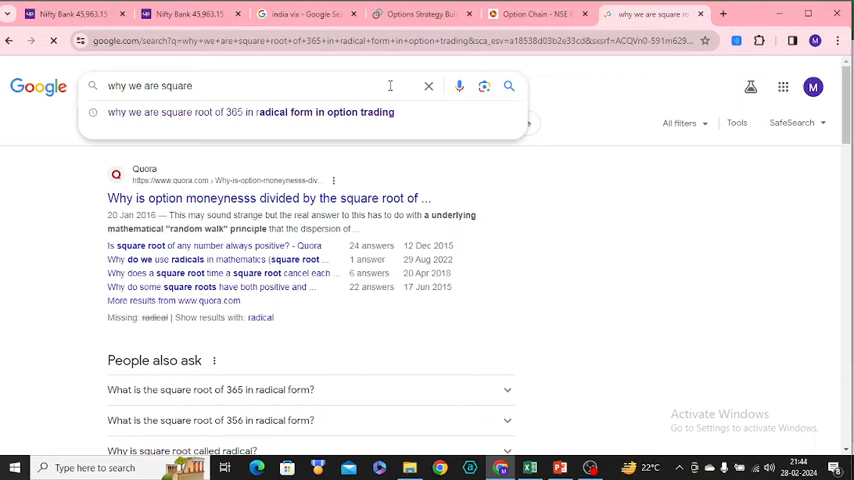 Nifty Bank 45,963.15
Nifty Bank 45,963.15
india vix - Google Sea
Options Strategy Buil
Option Chain - NSE I
why we are square ro
google.com/search?q=why+we+are+square+root+of+365+in+radical+form+in+option+trading&sca_esv=a18538d03b2e33cd&sxsrf=ACQVn0-591m629...
Google
why we are square
M
why we are square root of 365 in radical form in option trading
All filters
Tools
SafeSearch
Quora
https://www.quora.com › Why-is-option-moneynesss-div...
Why is option moneynesss divided by the square root of ...
20 Jan 2016 — This may sound strange but the real answer to this has to do with a underlying
mathematical "random walk" principle that the dispersion of ...
Is square root of any number always positive? - Quora 24 answers 12 Dec 2015
Why do we use radicals in mathematics (square root ... 1 answer 29 Aug 2022
Why does a square root time a square root cancel each ... 6 answers 20 Apr 2018
Why do some square roots have both positive and ... 22 answers 17 Jun 2015
More results from www.quora.com
Missing: radical | Show results with: radical
People also ask
What is the square root of 365 in radical form?
What is the square root of 356 in radical form?
Why is square root called radical?
Activate Windows
Go to Settings to activate Windows.
Type here to search
22°C
21:44
28-02-2024